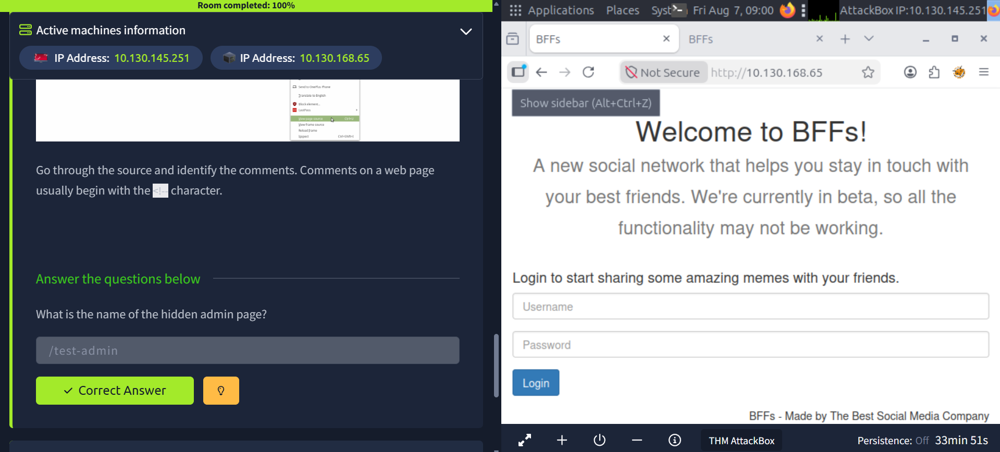 Room completed: 100%
Active machines information
IP Address: 10.130.145.251
IP Address: 10.130.168.65
Send to OnePlus Phone
Translate to English
Block element...
LastPass
View page source Ctrl+U
View frame source
Reload frame
Inspect Ctrl+Shift+I
Go through the source and identify the comments. Comments on a web page
usually begin with the <!-- character.
Answer the questions below
What is the name of the hidden admin page?
/test-admin
Correct Answer
Applications Places Syst Fri Aug 7, 09:00 AttackBox IP:10.130.145.251
BFFs
BFFs
Not Secure http://10.130.168.65
Show sidebar (Alt+Ctrl+Z)
Welcome to BFFs!
A new social network that helps you stay in touch with
your best friends. We're currently in beta, so all the
functionality may not be working.
Login to start sharing some amazing memes with your friends.
Username
Password
Login
BFFs - Made by The Best Social Media Company
THM AttackBox
Persistence: Off 33min 51s